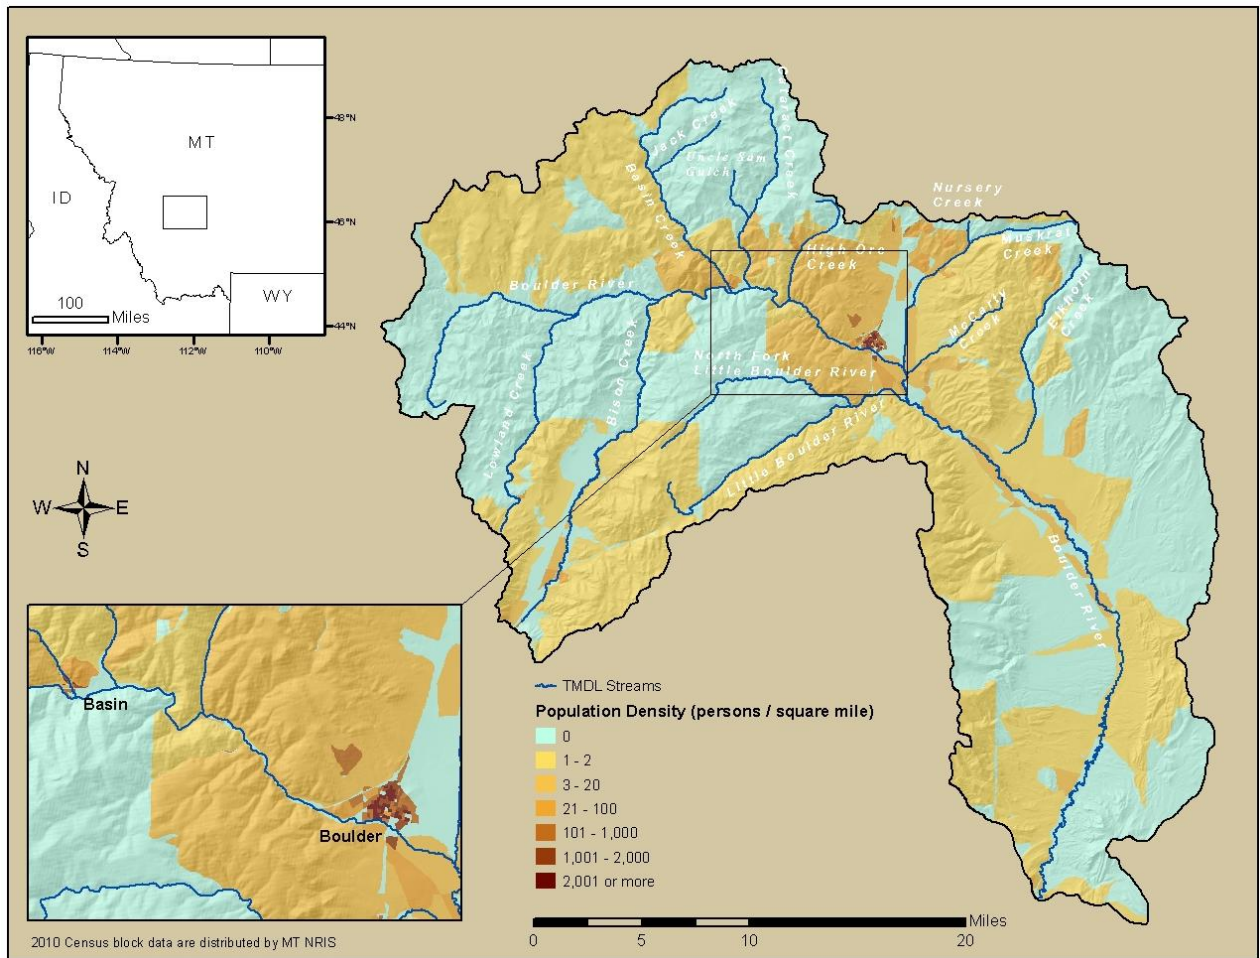 MT
ID
WY
100
Miles
48°N
46°N
44°N
116°W
114°W
112°W
110°W
Cataract Creek
Jack Creek
Uncle Sam
Gulch
Basin Creek
Nursery
Creek
Muskrat
Creek
High Ore
Creek
Boulder River
McCarty
Creek
Elkhorn
Creek
North Fork
Little Boulder River
Bison Creek
Lowland Creek
Little Boulder River
Boulder River
N
W
E
S
Basin
Boulder
2010 Census block data are distributed by MT NRIS
TMDL Streams
Population Density (persons / square mile)
0
1 - 2
3 - 20
21 - 100
101 - 1,000
1,001 - 2,000
2,001 or more
Miles
0
5
10
20